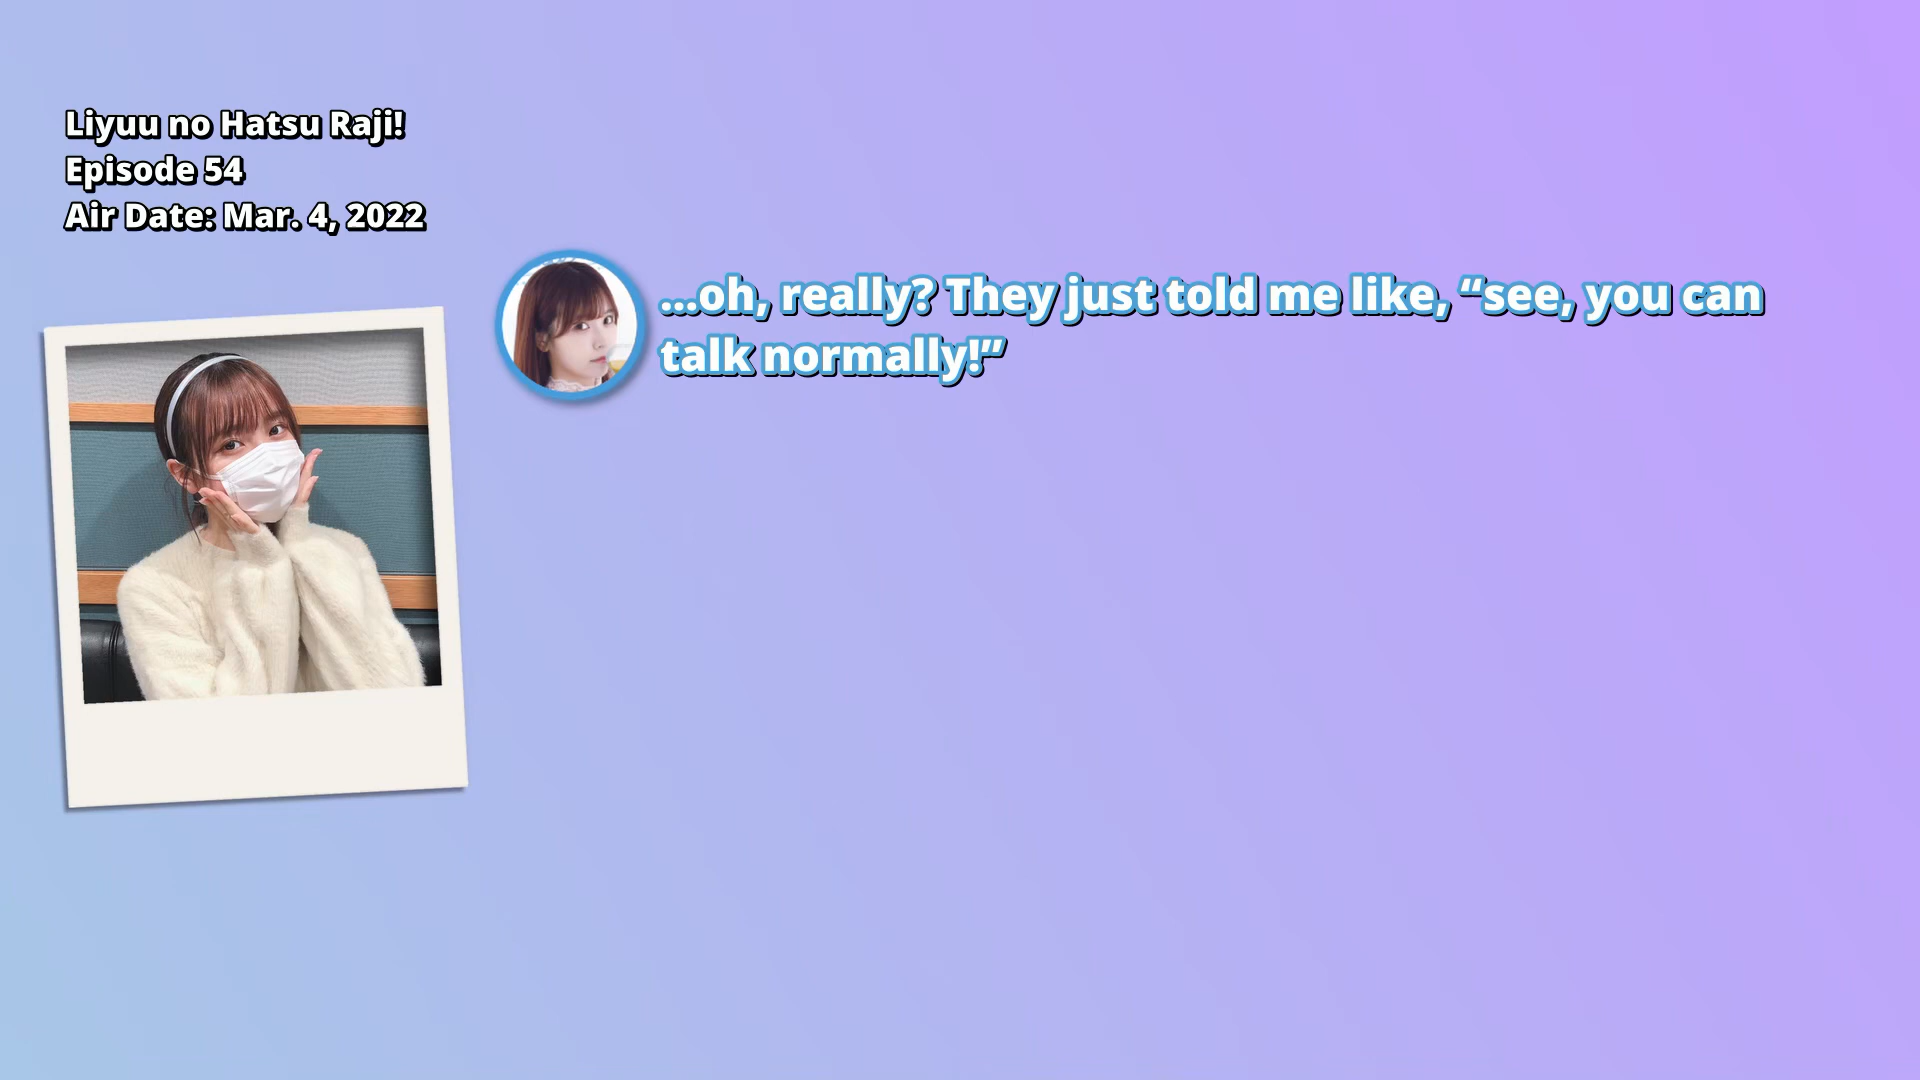 Liyuu no Hatsu Raji!
Episode 54
Air Date: Mar. 4, 2022
...oh, really? They just told me like, “see, you can
talk normally!”